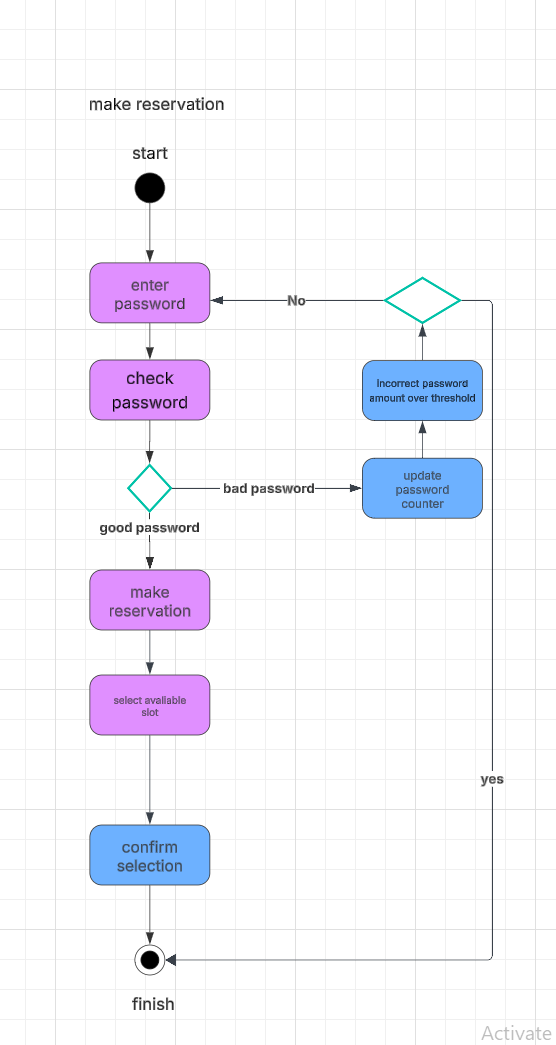 make reservation
start
enter
password
No
check
password
Incorrect password
amount over threshold
bad password
update
password
counter
good password
make
reservation
select avaliable
slot
yes
confirm
selection
finish
Activate